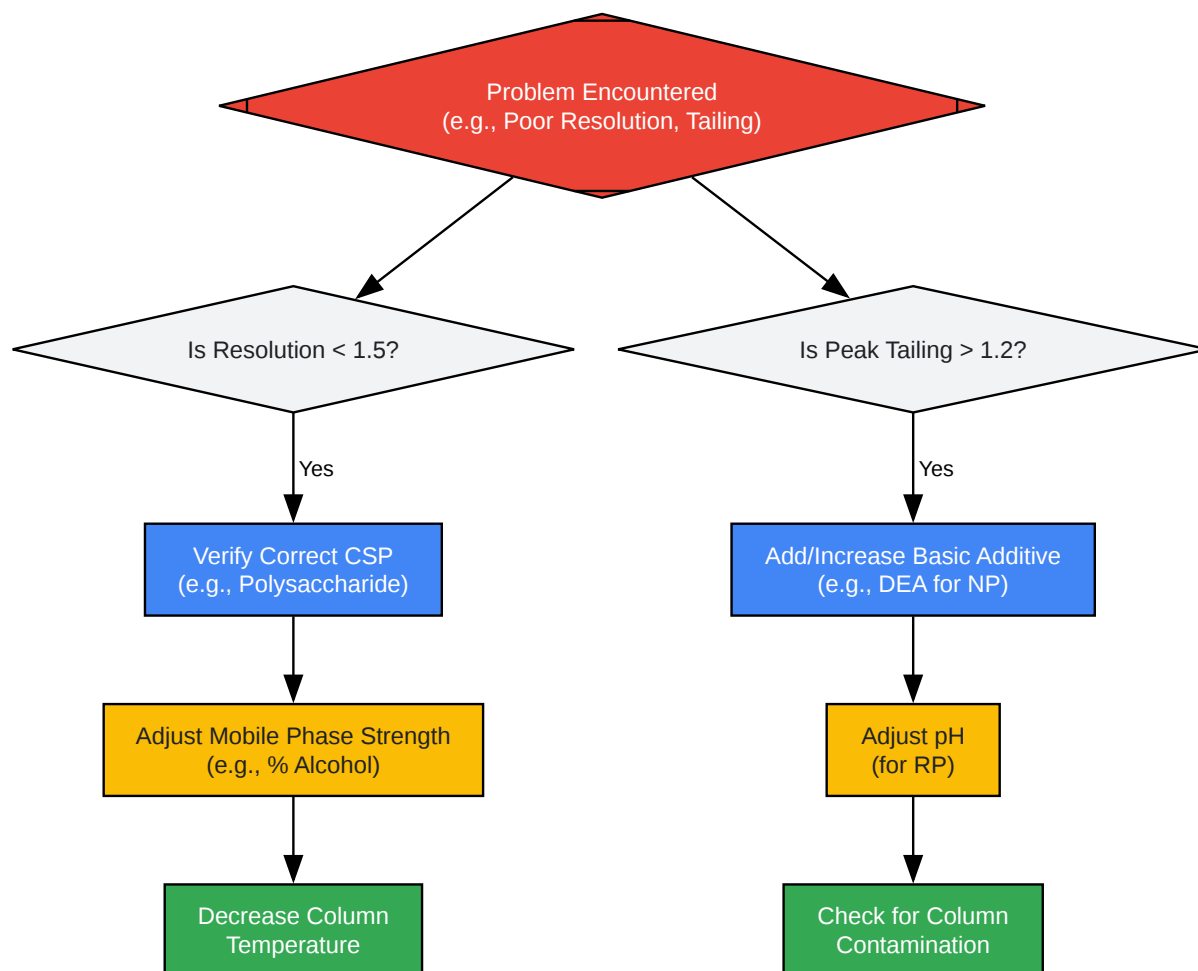 Problem Encountered
(e.g., Poor Resolution, Tailing)
Is Resolution < 1.5?
Is Peak Tailing > 1.2?
Yes
Yes
Verify Correct CSP
(e.g., Polysaccharide)
Add/Increase Basic Additive
(e.g., DEA for NP)
Adjust Mobile Phase Strength
(e.g., % Alcohol)
Adjust pH
(for RP)
Decrease Column
Temperature
Check for Column
Contamination